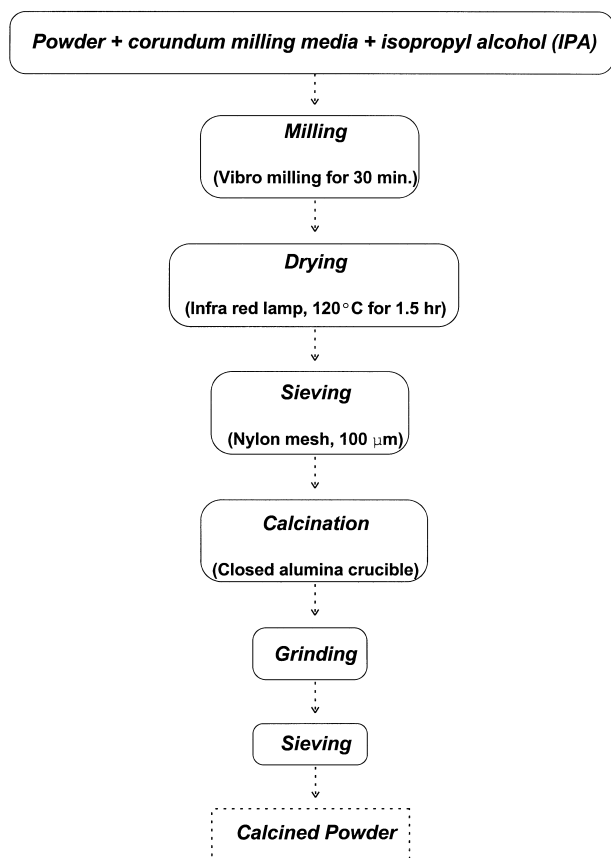 Powder + corundum milling media + isopropyl alcohol (IPA)
Milling
(Vibro milling for 30 min.)
Drying
(Infra red lamp, 120°C for 1.5 hr)
Sieving
(Nylon mesh, 100 μm)
Calcination
(Closed alumina crucible)
Grinding
Sieving
Calcined Powder